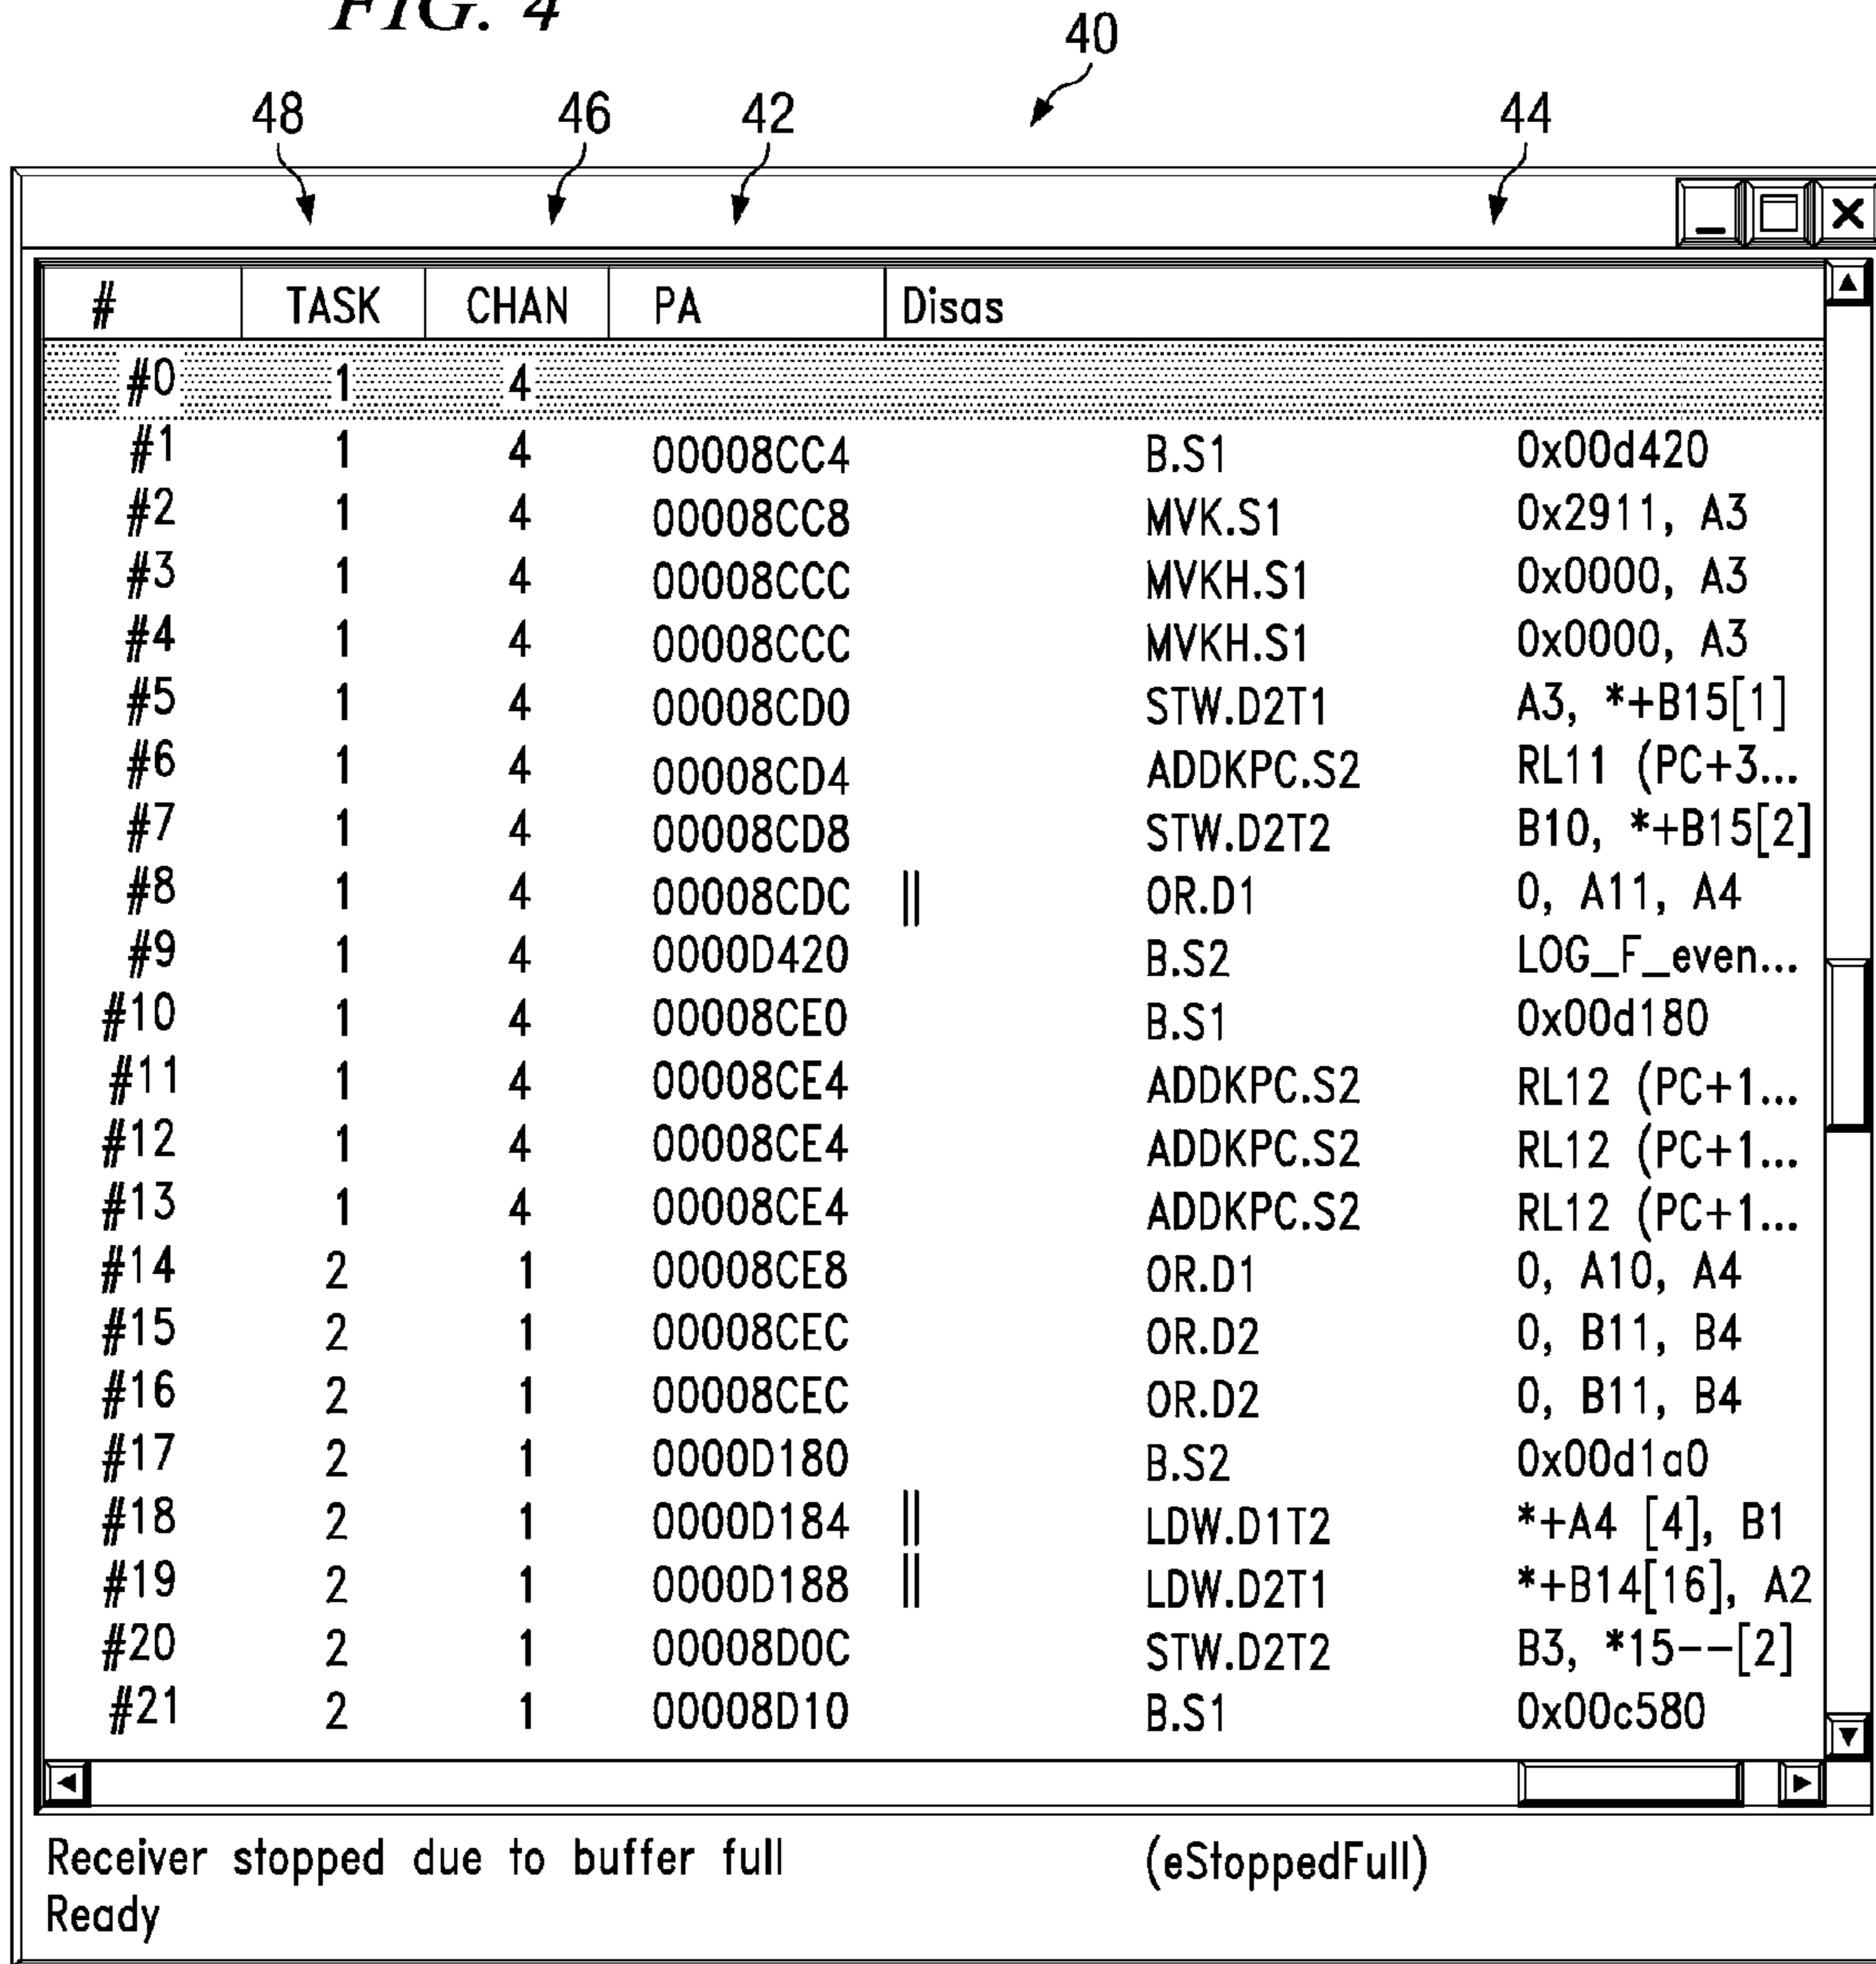 FIG. 4
40
48 46 42 44
# TASK CHAN PA Disas
#0 1 4
#1 1 4 00008CC4 B.S1 0x00d420
#2 1 4 00008CC8 MVK.S1 0x2911, A3
#3 1 4 00008CCC MVKH.S1 0x0000, A3
#4 1 4 00008CCC MVKH.S1 0x0000, A3
#5 1 4 00008CD0 STW.D2T1 A3, *+B15[1]
#6 1 4 00008CD4 ADDKPC.S2 RL11 (PC+3...
#7 1 4 00008CD8 STW.D2T2 B10, *+B15[2]
#8 1 4 00008CDC || OR.D1 0, A11, A4
#9 1 4 0000D420 B.S2 LOG_F_even...
#10 1 4 00008CE0 B.S1 0x00d180
#11 1 4 00008CE4 ADDKPC.S2 RL12 (PC+1...
#12 1 4 00008CE4 ADDKPC.S2 RL12 (PC+1...
#13 1 4 00008CE4 ADDKPC.S2 RL12 (PC+1...
#14 2 1 00008CE8 OR.D1 0, A10, A4
#15 2 1 00008CEC OR.D2 0, B11, B4
#16 2 1 00008CEC OR.D2 0, B11, B4
#17 2 1 0000D180 B.S2 0x00d1a0
#18 2 1 0000D184 || LDW.D1T2 *+A4 [4], B1
#19 2 1 0000D188 || LDW.D2T1 *+B14[16], A2
#20 2 1 00008D0C STW.D2T2 B3, *15--[2]
#21 2 1 00008D10 B.S1 0x00c580
Receiver stopped due to buffer full (eStoppedFull)
Ready